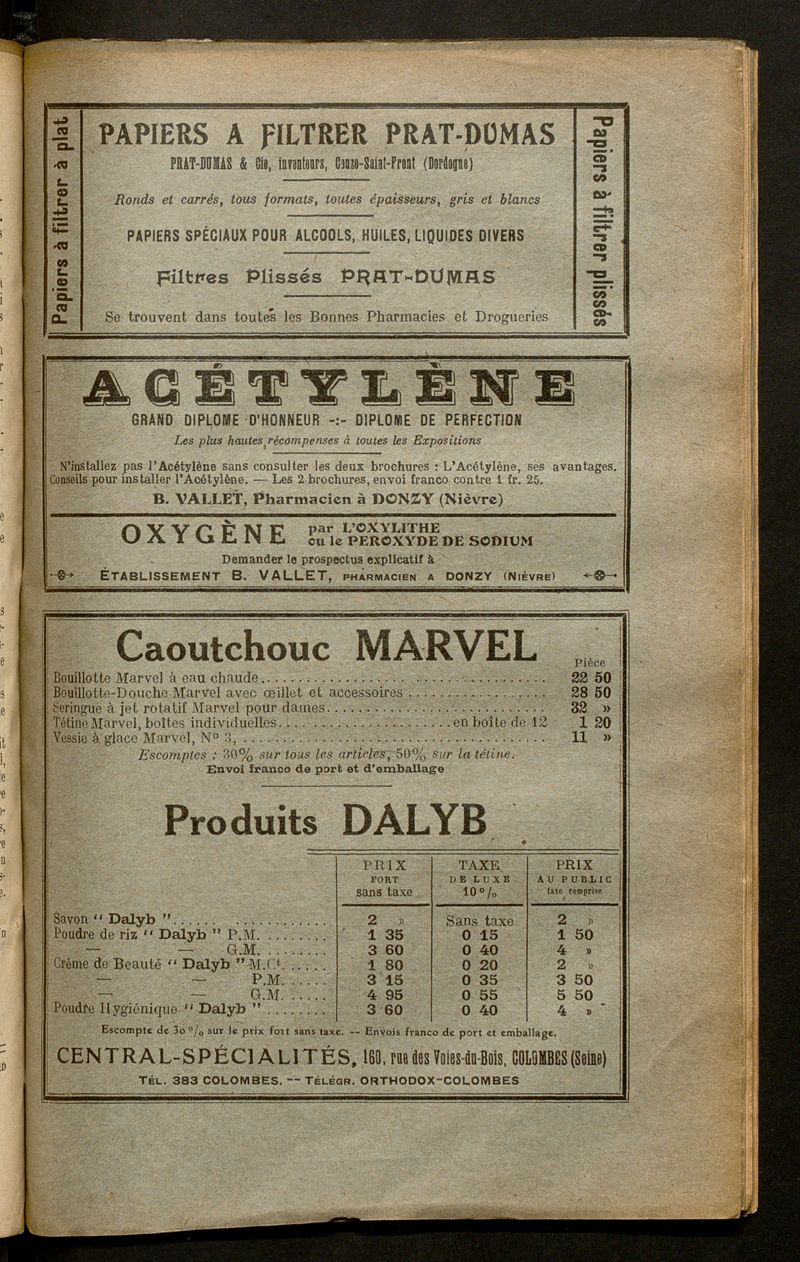 Papiers à filtrer à plat
PAPIERS A FILTRER PRAT-DUMAS
PRAT-DUMAS & Cie, Inventeurs, Couze-Saint-Front (Dordogne)
Ronds et carrés, tous formats, toutes épaisseurs, gris et blancs
PAPIERS SPÉCIAUX POUR ALCOOLS, HUILES, LIQUIDES DIVERS
Filtres Plissés PRAT-DUMAS
Se trouvent dans toutes les Bonnes Pharmacies et Drogueries
Papiers à filtrer plissés
ACÉTYLÈNE
GRAND DIPLOME D'HONNEUR -:- DIPLOME DE PERFECTION
Les plus hautes récompenses à toutes les Expositions
N'installez pas l'Acétylène sans consulter les deux brochures : L'Acétylène, ses avantages.
Conseils pour installer l'Acétylène. — Les 2 brochures, envoi franco contre 1 fr. 25.
B. VALLET, Pharmacien à DONZY (Nièvre)
OXYGÈNE par L'OXYLITHE
ou le PEROXYDE DE SODIUM
Demander le prospectus explicatif à
ÉTABLISSEMENT B. VALLET, PHARMACIEN A DONZY (NIÈVRE)
Caoutchouc MARVEL
Pièce
Bouillotte Marvel à eau chaude.......... 22 50
Bouillotte-Douche Marvel avec œillet et accessoires .......... 28 50
Seringue à jet rotatif Marvel pour dames.......... 32 »
Tétine Marvel, boîtes individuelles.......... en boîte de 12 1 20
Vessie à glace Marvel, N° 3, .......... 11 »
Escomptes : 30% sur tous les articles, 50% sur la tétine.
Envoi franco de port et d'emballage
Produits DALYB
PRIX TAXE PRIX
FORT DE LUXE AU PUBLIC
sans taxe 10 °/o taxe comprise
Savon “ Dalyb ”.......... 2 » Sans taxe 2 »
Poudre de riz “ Dalyb ” P.M. ........ 1 35 0 15 1 50
— — G.M. ........ 3 60 0 40 4 »
Crème de Beauté “ Dalyb ” M.Ct. ..... 1 80 0 20 2 »
— — P.M. ..... 3 15 0 35 3 50
— — G.M. ..... 4 95 0 55 5 50
Poudre Hygiénique “ Dalyb ” ........ 3 60 0 40 4 »
Escompte de 30 °/o sur le prix fort sans taxe. -- Envois franco de port et emballage.
CENTRAL-SPÉCIALITÉS, 160, rue des Voies-du-Bois, COLOMBES (Seine)
TÉL. 383 COLOMBES. -- TÉLÉGR. ORTHODOX-COLOMBES